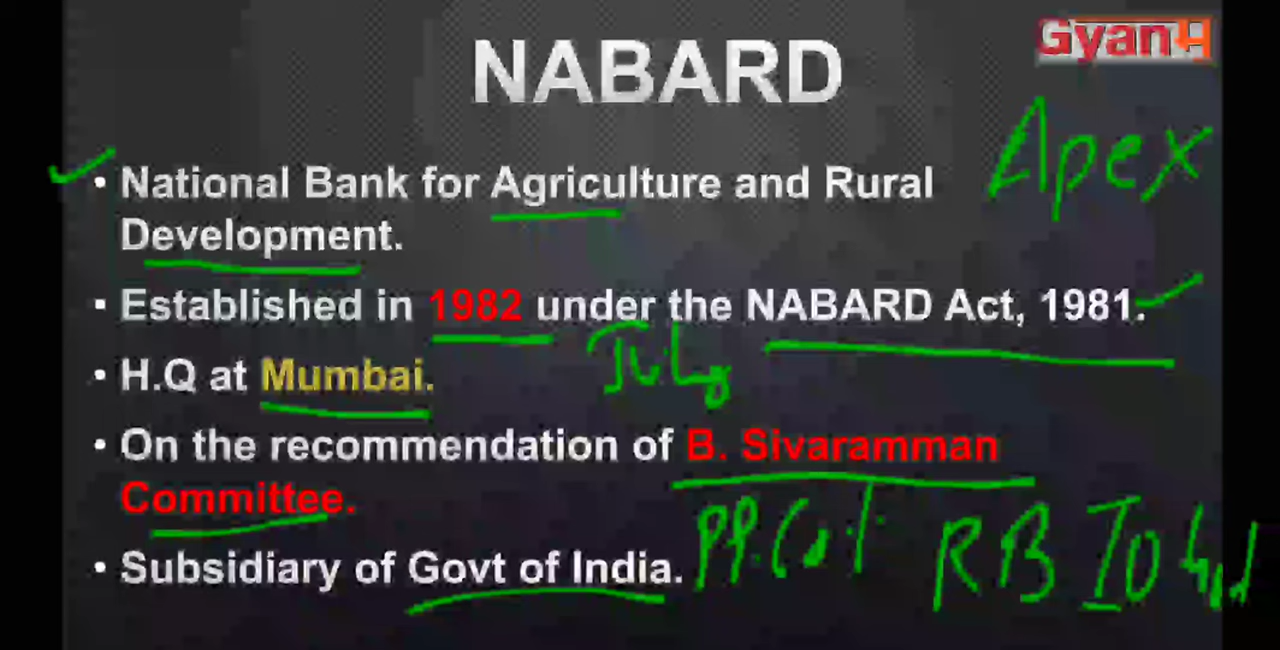 NABARD
Gyan
Apex
• National Bank for Agriculture and Rural
Development.
• Established in 1982 under the NABARD Act, 1981.
July
• H.Q at Mumbai.
• On the recommendation of B. Sivaramman
Committee.
• Subsidiary of Govt of India.
RBI